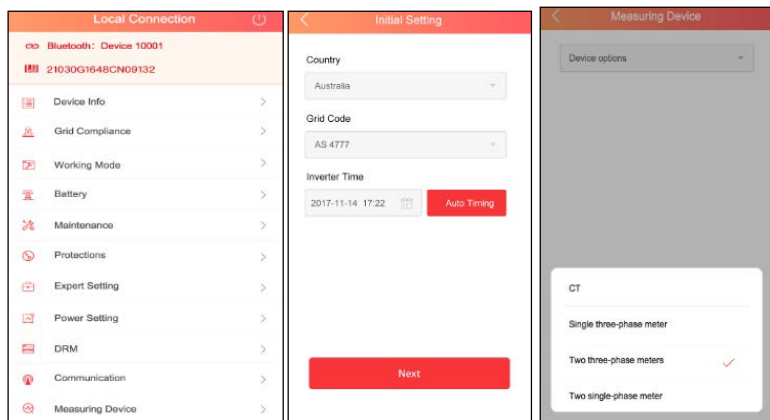 Local Connection
Bluetooth: Device 10001
21030G1648CN09132
Device Info
Grid Compliance
Working Mode
Battery
Maintenance
Protections
Expert Setting
Power Setting
DRM
Communication
Measuring Device
Initial Setting
Country
Australia
Grid Code
AS 4777
Inverter Time
2017-11-14 17:22
Auto Timing
Next
Measuring Device
Device options
CT
Single three-phase meter
Two three-phase meters
Two single-phase meter